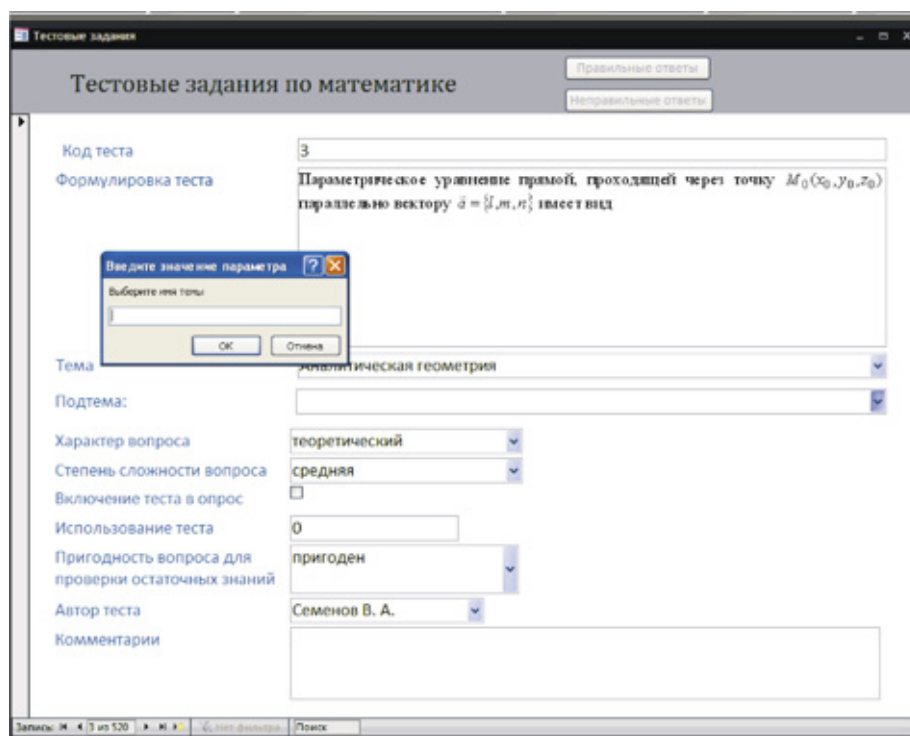 Тестовые задания
Тестовые задания по математике
Правильные ответы
Неправильные ответы
Код теста
3
Формулировка теста
Параметрическое уравнение прямой, проходящей через точку M₀(x₀,y₀,z₀)
параллельно вектору ā = {l,m,n} имеет вид
Введите значение параметра
Выберите имя темы
ОК
Отмена
Тема
Аналитическая геометрия
Подтема:
Характер вопроса
теоретический
Степень сложности вопроса
средняя
Включение теста в опрос
Использование теста
0
Пригодность вопроса для
проверки остаточных знаний
пригоден
Автор теста
Семенов В. А.
Комментарии
Запись: 3 из 520 Нет фильтра Поиск